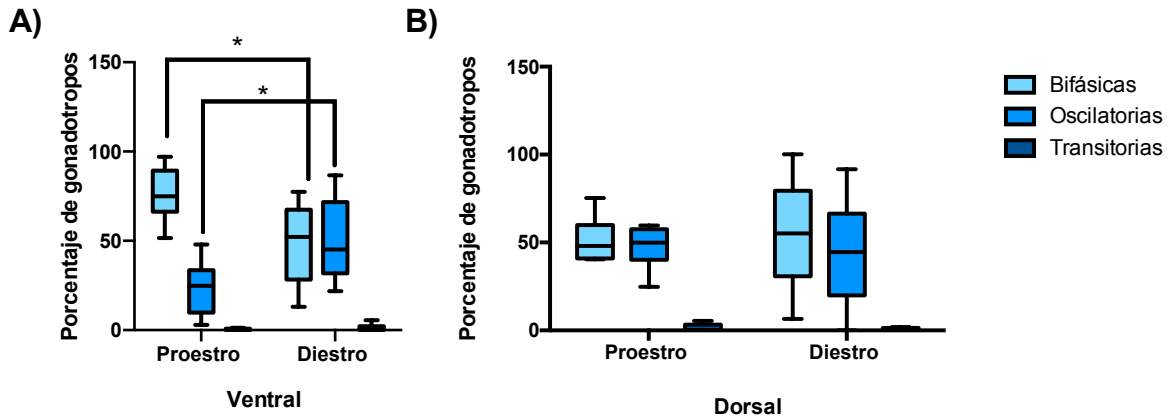 A)
Porcentaje de gonadotropos
150
100
50
0
*
*
Proestro
Diestro
Ventral
B)
Porcentaje de gonadotropos
150
100
50
0
Proestro
Diestro
Dorsal
Bifásicas
Oscilatorias
Transitorias